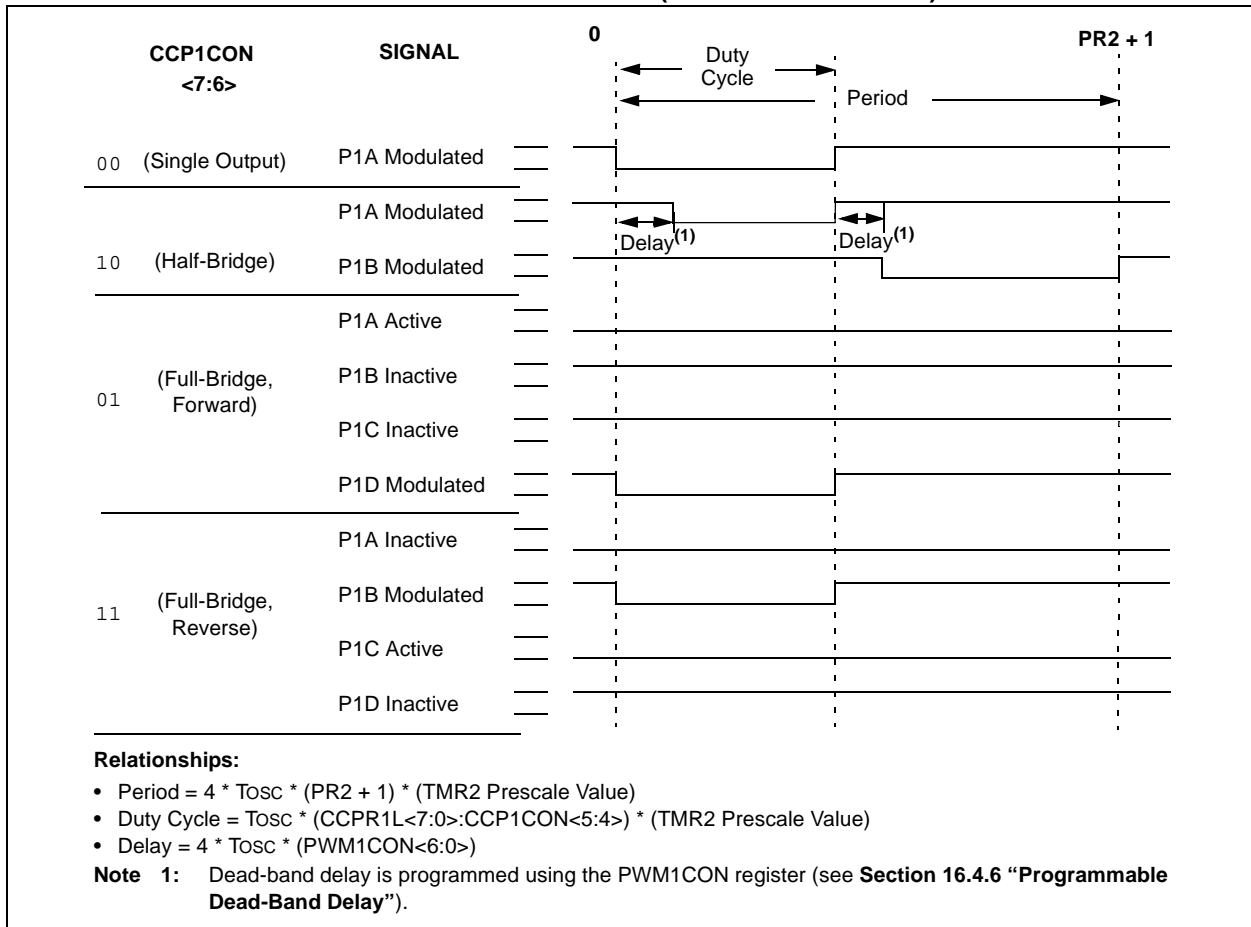 0
PR2 + 1
CCP1CON
<7:6>
SIGNAL
Duty
Cycle
Period
00 (Single Output) P1A Modulated
P1A Modulated
Delay(1) Delay(1)
10 (Half-Bridge) P1B Modulated
P1A Active
01 (Full-Bridge,
Forward)
P1B Inactive
P1C Inactive
P1D Modulated
P1A Inactive
11 (Full-Bridge,
Reverse)
P1B Modulated
P1C Active
P1D Inactive
Relationships:
• Period = 4 * TOSC * (PR2 + 1) * (TMR2 Prescale Value)
• Duty Cycle = TOSC * (CCPR1L<7:0>:CCP1CON<5:4>) * (TMR2 Prescale Value)
• Delay = 4 * TOSC * (PWM1CON<6:0>)
Note 1: Dead-band delay is programmed using the PWM1CON register (see Section 16.4.6 “Programmable
Dead-Band Delay”).